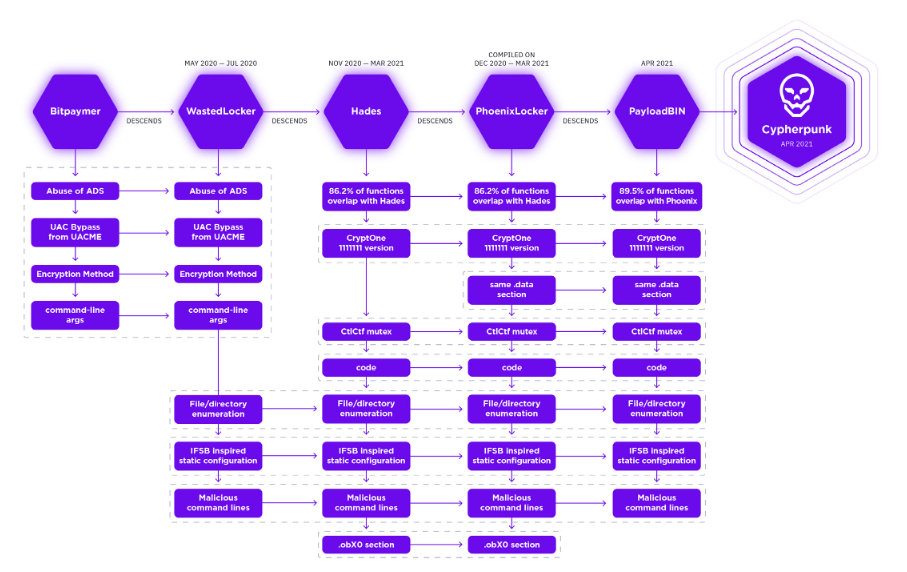 MAY 2020 – JUL 2020
NOV 2020 – MAR 2021
COMPILED ON
DEC 2020 – MAR 2021
APR 2021
Bitpaymer
DESCENDS
WastedLocker
DESCENDS
Hades
DESCENDS
PhoenixLocker
DESCENDS
PayloadBIN
Cypherpunk
APR 2021
Abuse of ADS
Abuse of ADS
86.2% of functions
overlap with Hades
86.2% of functions
overlap with Hades
89.5% of functions
overlap with Phoenix
UAC Bypass
from UACME
UAC Bypass
from UACME
CryptOne
1111111 version
CryptOne
1111111 version
CryptOne
1111111 version
Encryption Method
Encryption Method
same .data
section
same .data
section
command-line
args
command-line
args
CtlCtf mutex
CtlCtf mutex
CtlCtf mutex
code
code
code
File/directory
enumeration
File/directory
enumeration
File/directory
enumeration
File/directory
enumeration
IFSB inspired
static configuration
IFSB inspired
static configuration
IFSB inspired
static configuration
IFSB inspired
static configuration
Malicious
command lines
Malicious
command lines
Malicious
command lines
Malicious
command lines
.obX0 section
.obX0 section